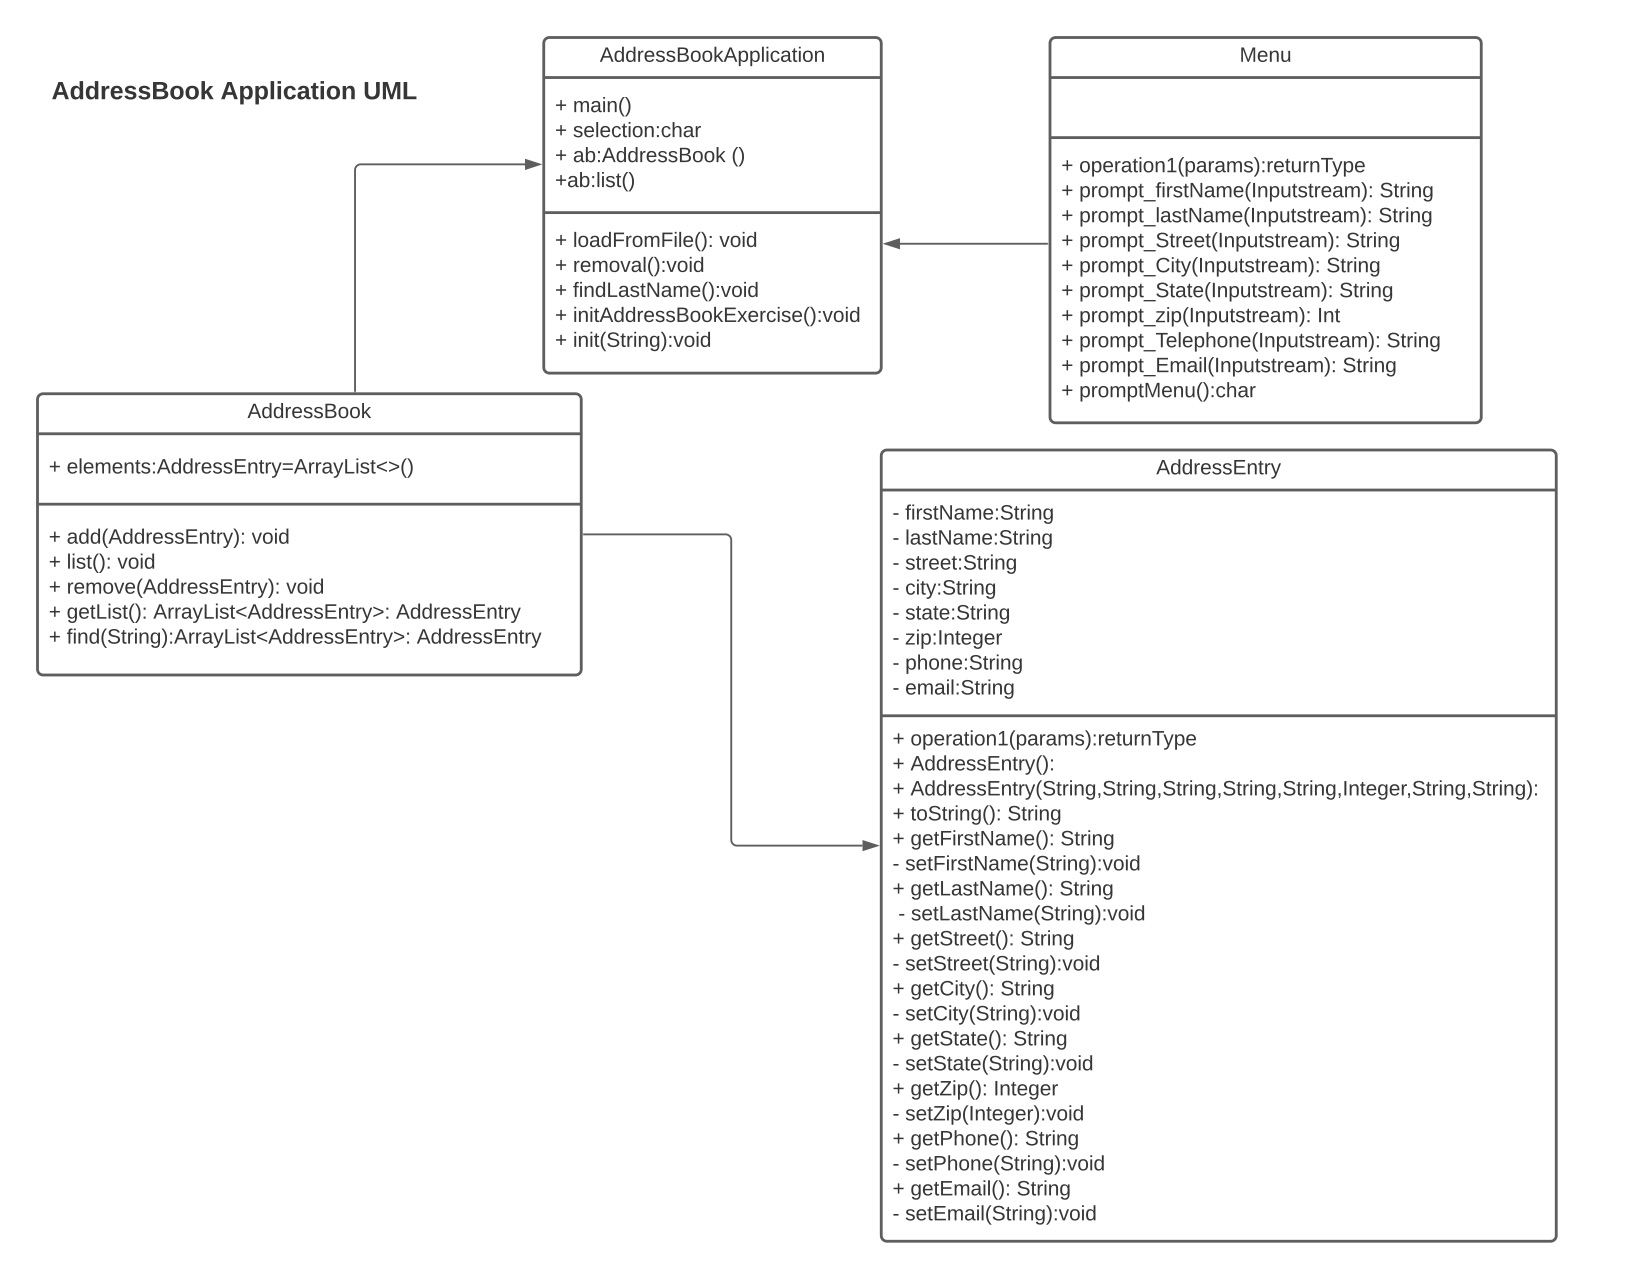 AddressBook Application UML
AddressBookApplication
+ main()
+ selection:char
+ ab:AddressBook ()
+ab:list()
+ loadFromFile(): void
+ removal():void
+ findLastName():void
+ initAddressBookExercise():void
+ init(String):void
Menu
+ operation1(params):returnType
+ prompt_firstName(Inputstream): String
+ prompt_lastName(Inputstream): String
+ prompt_Street(Inputstream): String
+ prompt_City(Inputstream): String
+ prompt_State(Inputstream): String
+ prompt_zip(Inputstream): Int
+ prompt_Telephone(Inputstream): String
+ prompt_Email(Inputstream): String
+ promptMenu():char
AddressBook
+ elements:AddressEntry=ArrayList<>()
+ add(AddressEntry): void
+ list(): void
+ remove(AddressEntry): void
+ getList(): ArrayList<AddressEntry>: AddressEntry
+ find(String):ArrayList<AddressEntry>: AddressEntry
AddressEntry
- firstName:String
- lastName:String
- street:String
- city:String
- state:String
- zip:Integer
- phone:String
- email:String
+ operation1(params):returnType
+ AddressEntry():
+ AddressEntry(String,String,String,String,String,Integer,String,String):
+ toString(): String
+ getFirstName(): String
- setFirstName(String):void
+ getLastName(): String
- setLastName(String):void
+ getStreet(): String
- setStreet(String):void
+ getCity(): String
- setCity(String):void
+ getState(): String
- setState(String):void
+ getZip(): Integer
- setZip(Integer):void
+ getPhone(): String
- setPhone(String):void
+ getEmail(): String
- setEmail(String):void